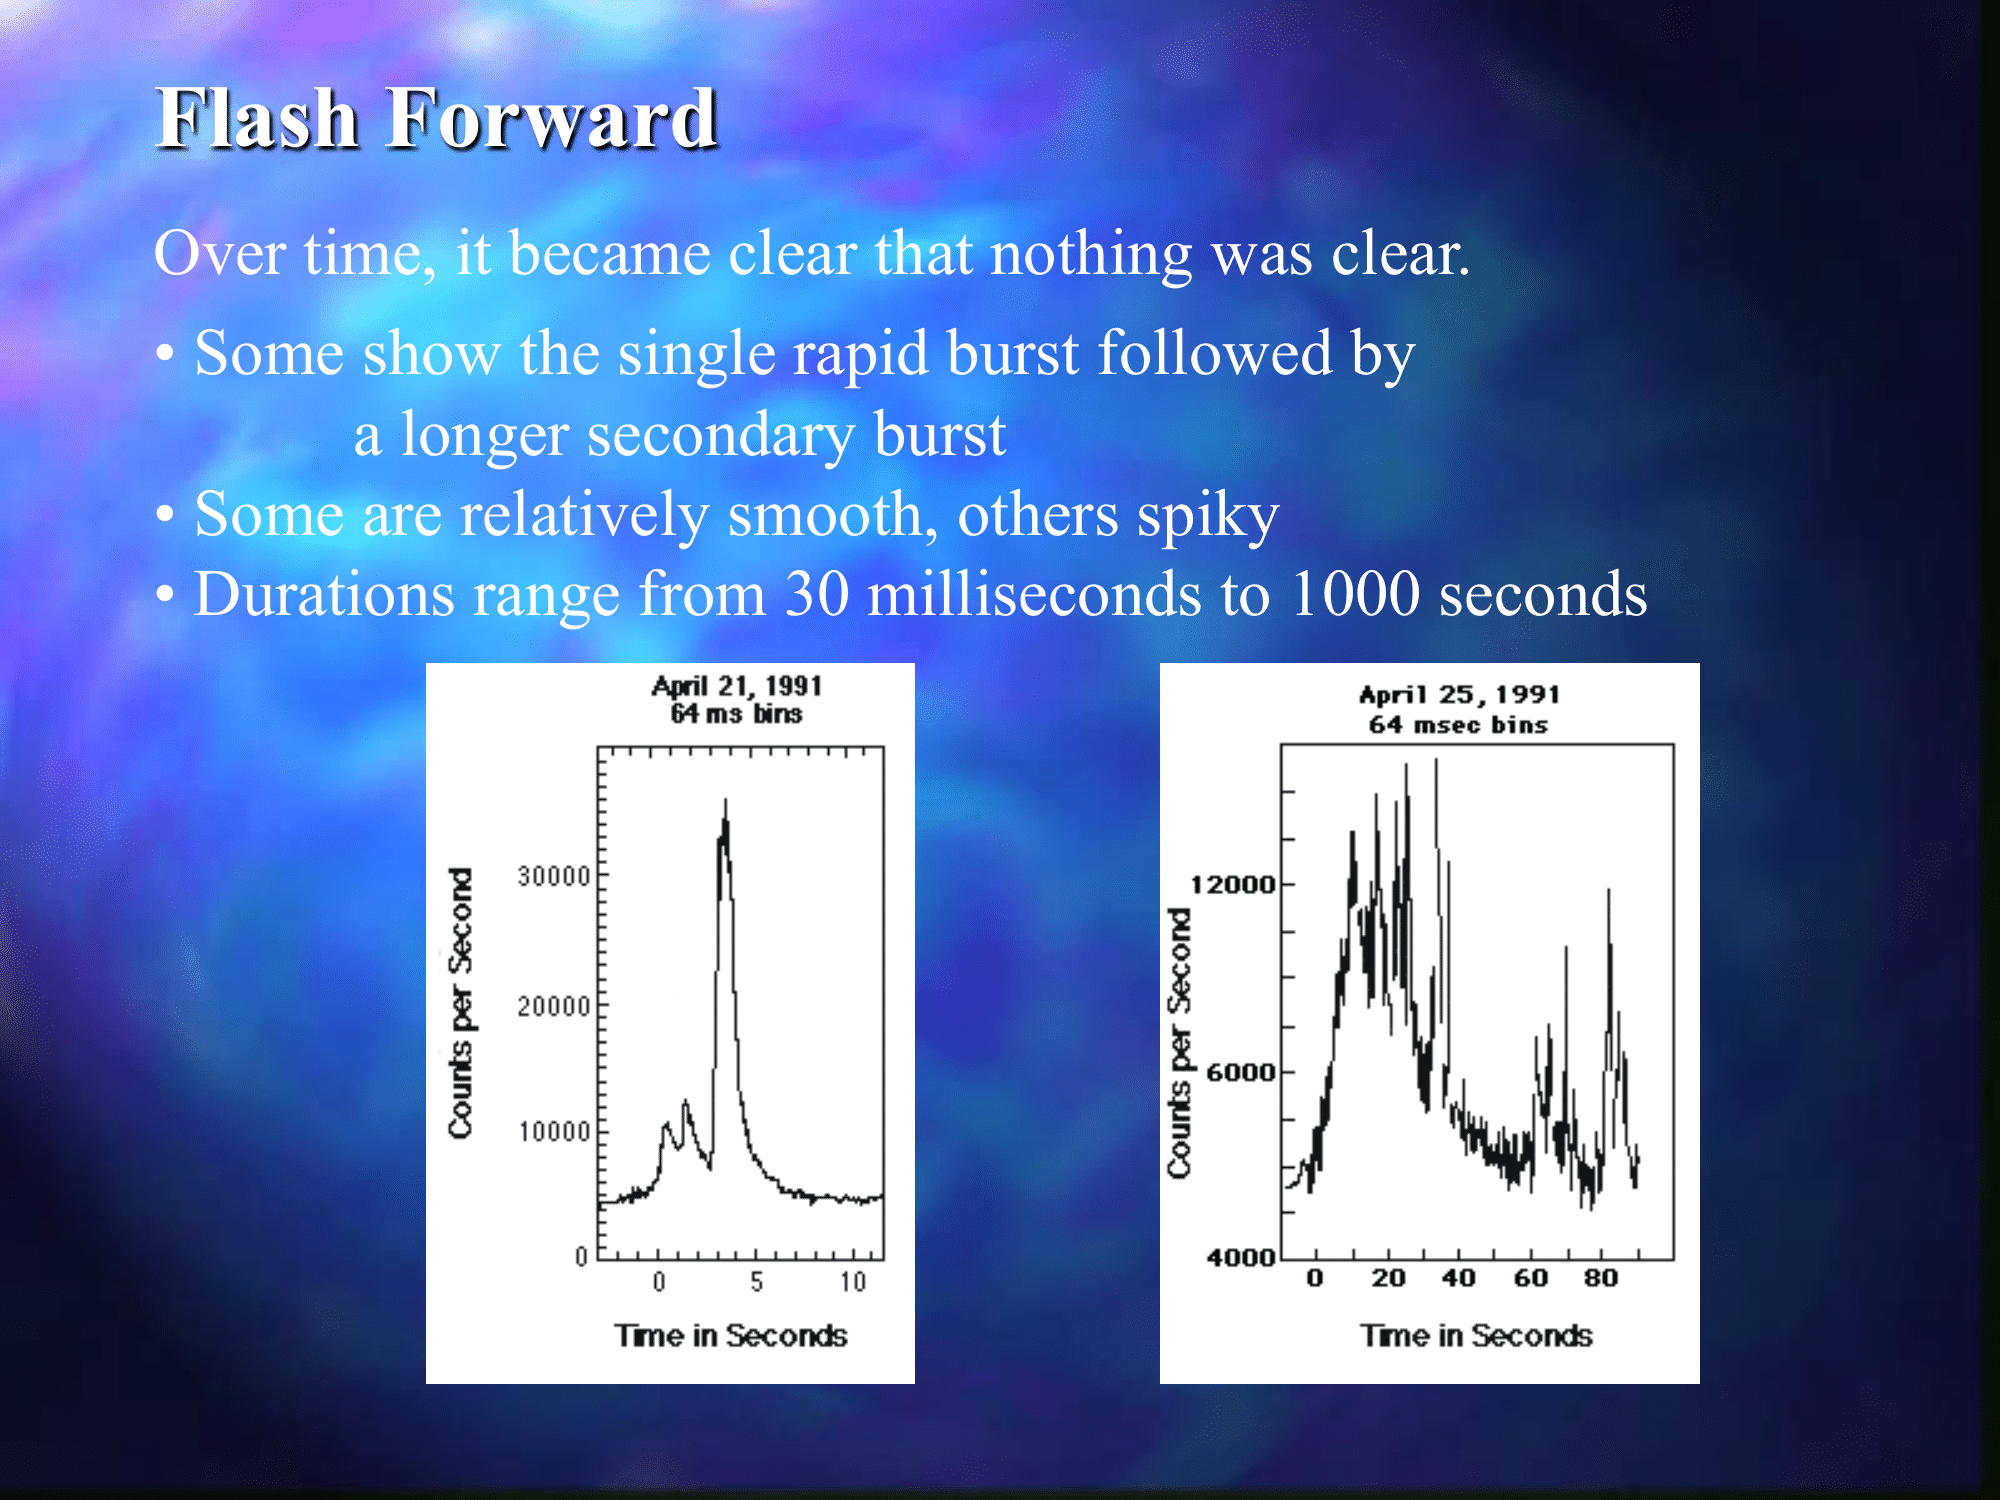 Flash Forward
Over time, it became clear that nothing was clear.
• Some show the single rapid burst followed by
a longer secondary burst
• Some are relatively smooth, others spiky
• Durations range from 30 milliseconds to 1000 seconds
April 21, 1991
64 ms bins
Counts per Second
30000
20000
10000
0
0 5 10
Time in Seconds
April 25, 1991
64 msec bins
Counts per Second
12000
6000
4000
0 20 40 60 80
Time in Seconds